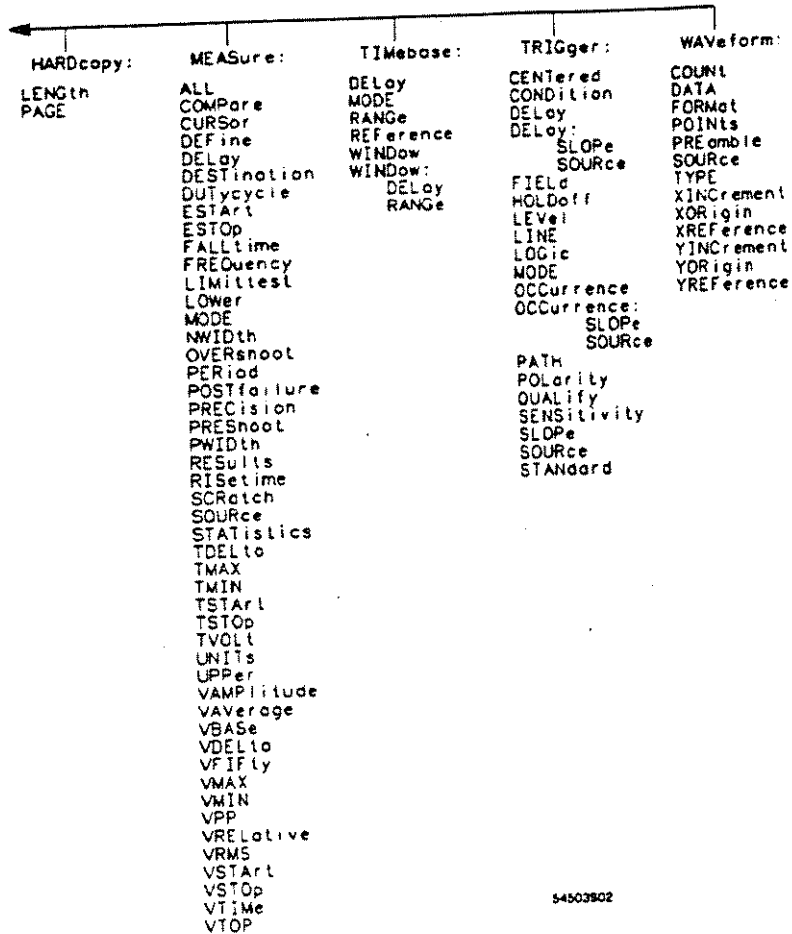 HARDcopy:
LENGth
PAGE
MEASure:
ALL
COMPare
CURSor
DEFine
DELay
DESTination
DUTycycle
ESTArt
ESTOp
FALLtime
FREQuency
LIMittest
LOWer
MODE
NWIDth
OVERshoot
PERiod
POSTfailure
PRECision
PREShoot
PWIDth
RESults
RISetime
SCRatch
SOURce
STATistics
TDELta
TMAX
TMIN
TSTArt
TSTOp
TVOLt
UNITs
UPPer
VAMPlitude
VAVerage
VBASe
VDELta
VFIFty
VMAX
VMIN
VPP
VRELative
VRMS
VSTArt
VSTOp
VTIMe
VTOP
TIMebase:
DELay
MODE
RANGe
REFerence
WINDow
WINDow:
DELay
RANGe
TRIGger:
CENTered
CONDition
DELay
DELay:
SLOPe
SOURce
FIELd
HOLDoff
LEVel
LINE
LOGic
MODE
OCCurrence
OCCurrence:
SLOPe
SOURce
PATH
POLarity
QUALify
SENSitivity
SLOPe
SOURce
STANdard
WAVeform:
COUNt
DATA
FORMat
POINts
PREamble
SOURce
TYPE
XINCrement
XORigin
XREFerence
YINCrement
YORigin
YREFerence
54503S02